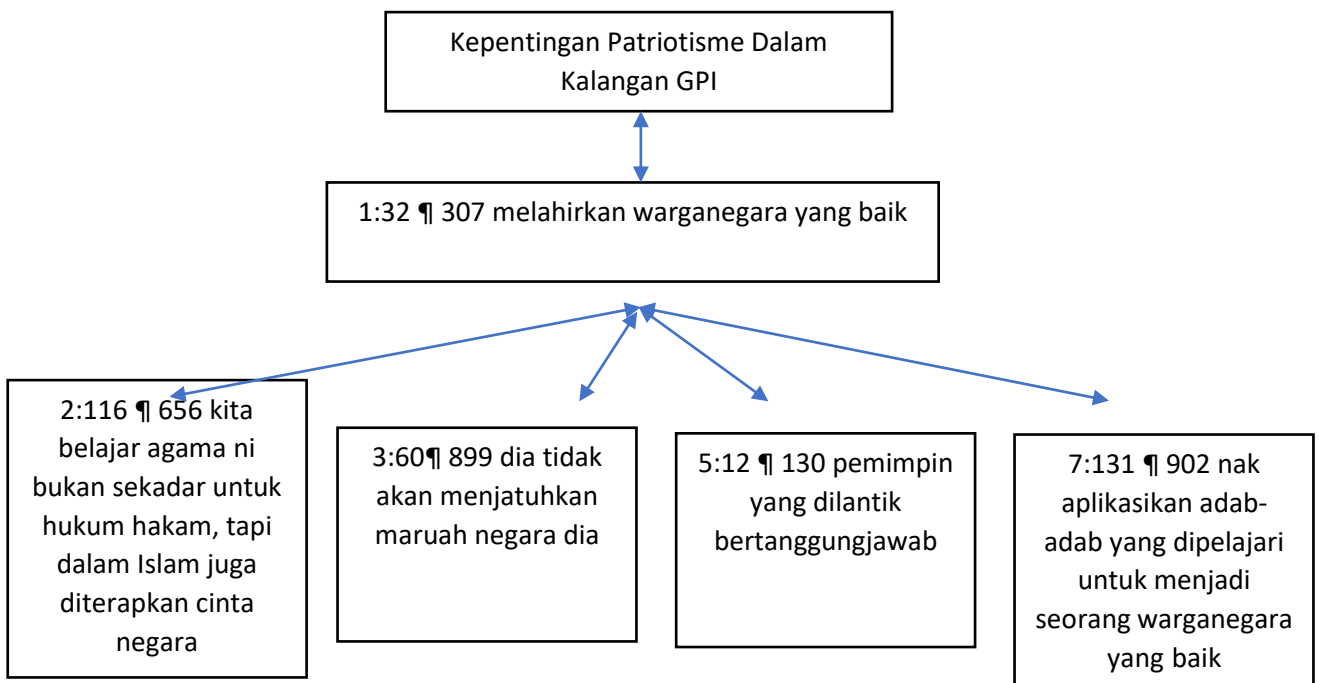 Kepentingan Patriotisme Dalam
Kalangan GPI
1:32 ¶ 307 melahirkan warganegara yang baik
2:116 ¶ 656 kita
belajar agama ni
bukan sekadar untuk
hukum hakam, tapi
dalam Islam juga
diterapkan cinta
negara
3:60¶ 899 dia tidak
akan menjatuhkan
maruah negara dia
5:12 ¶ 130 pemimpin
yang dilantik
bertanggungjawab
7:131 ¶ 902 nak
aplikasikan adab-
adab yang dipelajari
untuk menjadi
seorang warganegara
yang baik